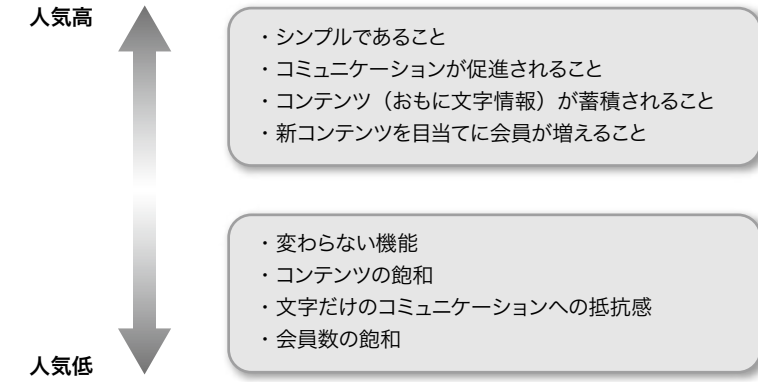 人気高
・シンプルであること
・コミュニケーションが促進されること
・コンテンツ（おもに文字情報）が蓄積されること
・新コンテンツを目当てに会員が増えること
・変わらない機能
・コンテンツの飽和
・文字だけのコミュニケーションへの抵抗感
・会員数の飽和
人気低